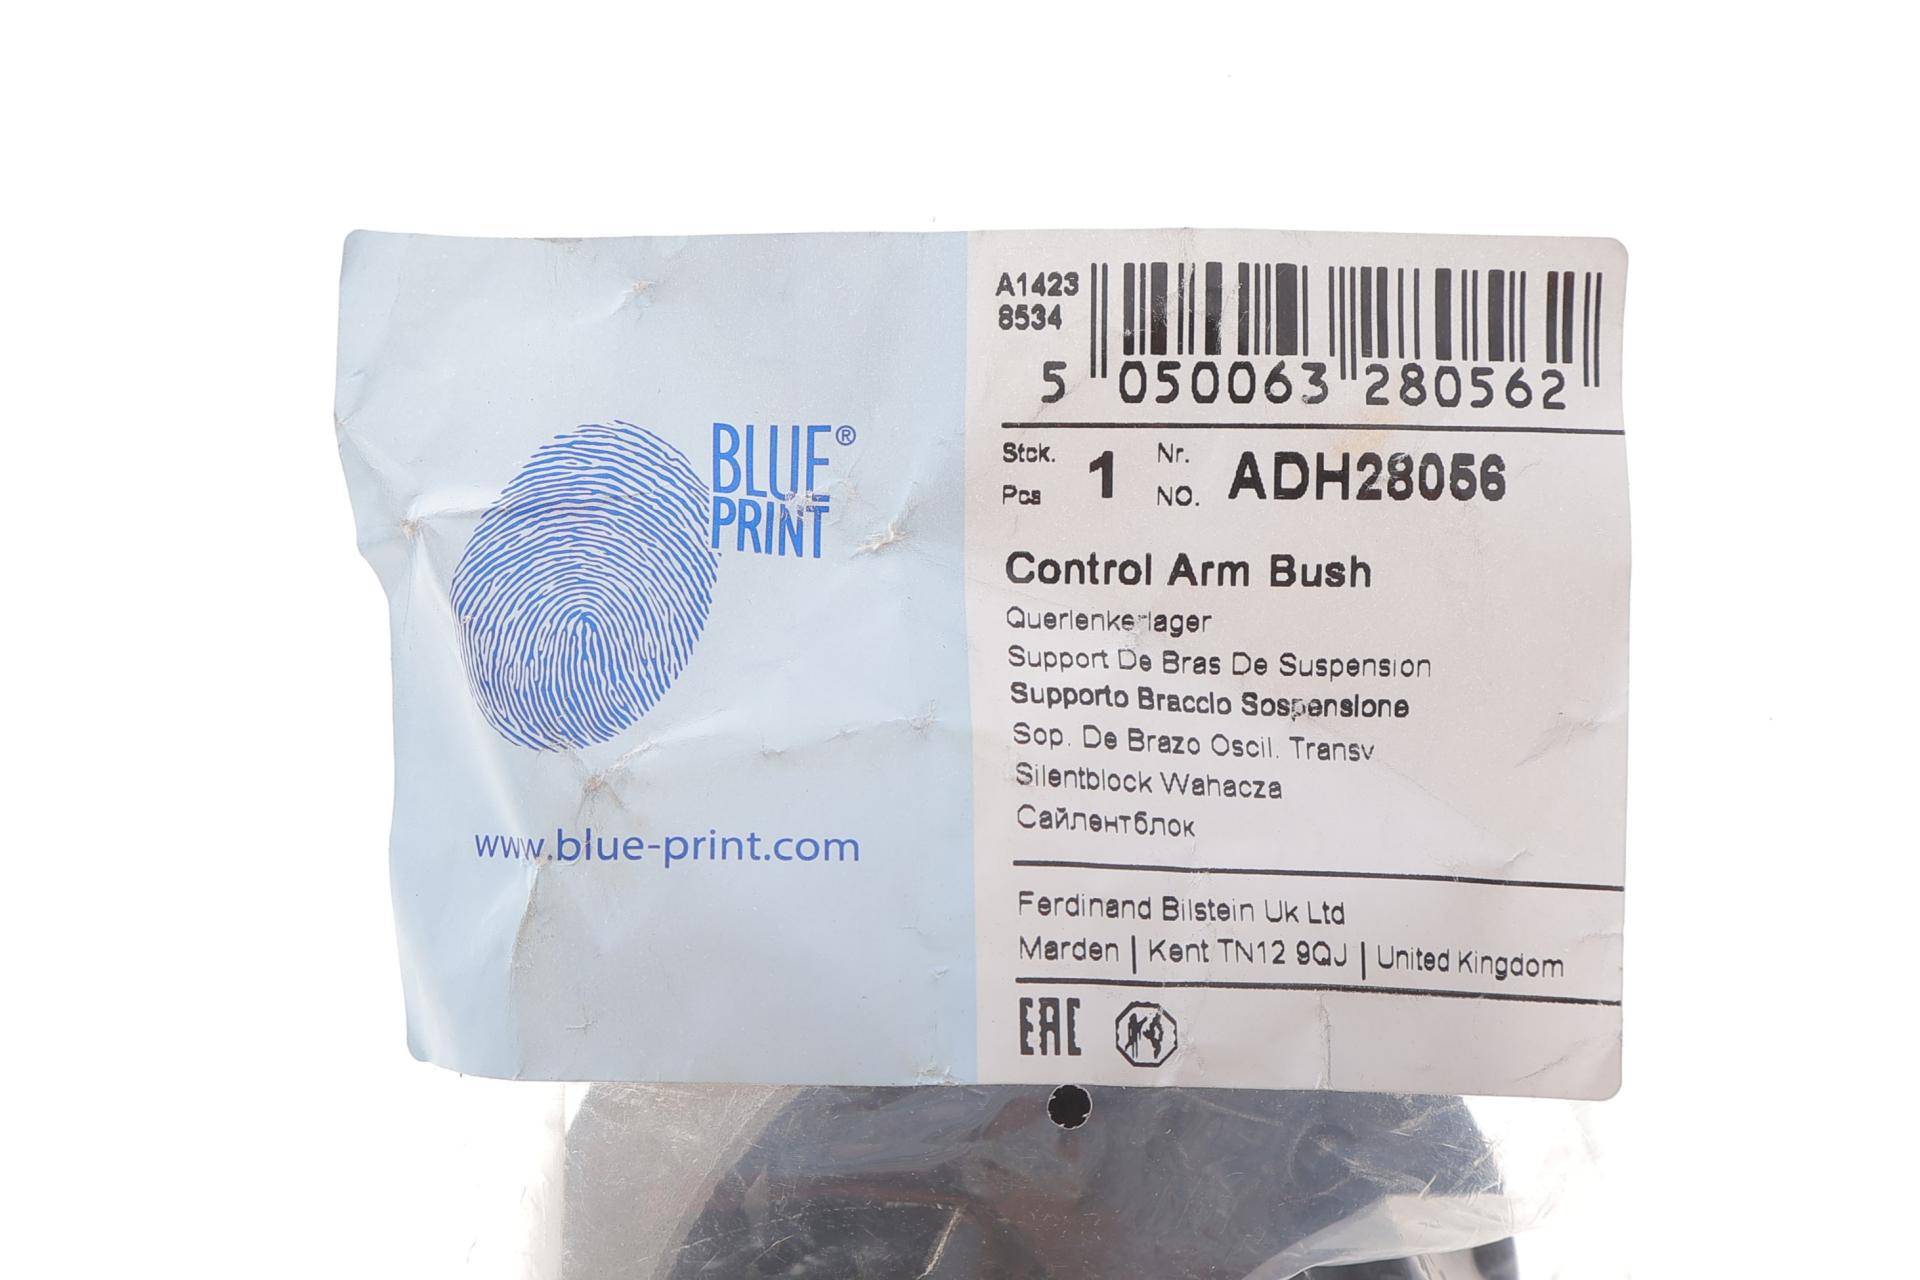 BLUE®
PRINT
www.blue-print.com
A1423
8534
5 050063 280562
Stck. 1 Nr. ADH28056
Pcs NO.
Control Arm Bush
Querlenkerlager
Support De Bras De Suspension
Supporto Braccio Sospensione
Sop. De Brazo Oscil. Transv
Silentblock Wahacza
Сайлентблок
Ferdinand Bilstein Uk Ltd
Marden | Kent TN12 9QJ | United Kingdom
EAC